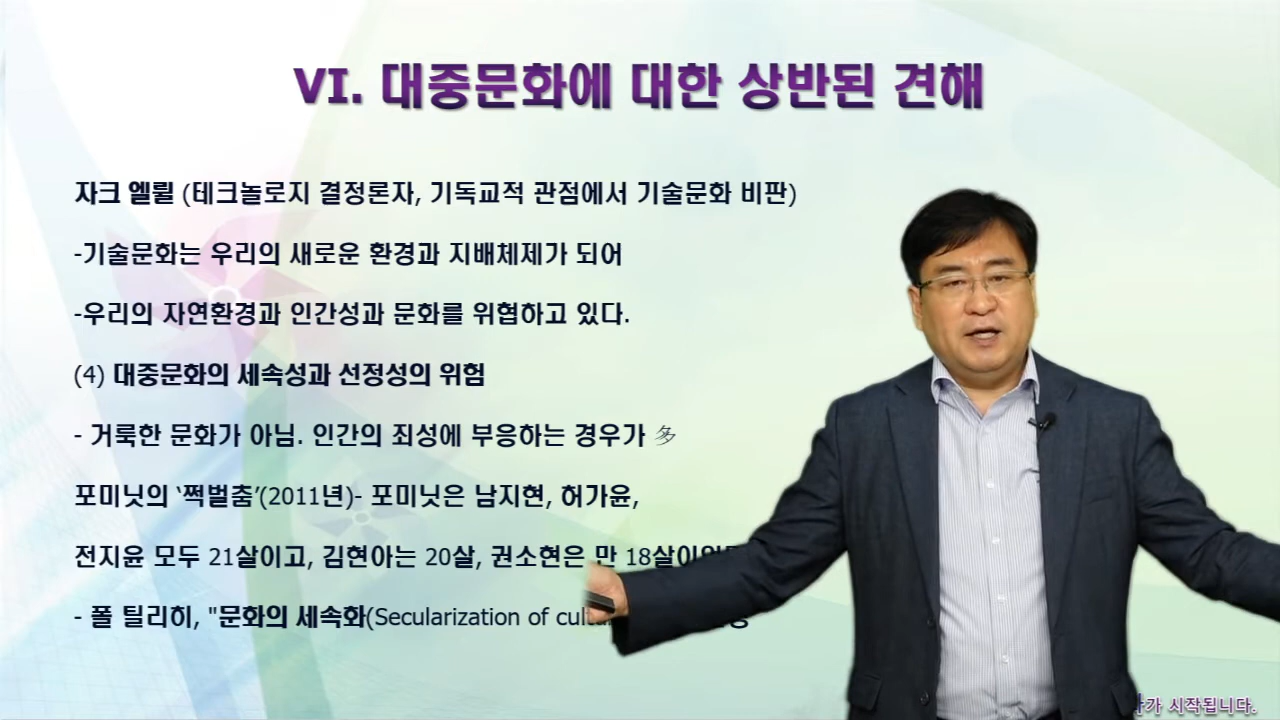 VI. 대중문화에 대한 상반된 견해
자크 엘륄 (테크놀로지 결정론자, 기독교적 관점에서 기술문화 비판)
-기술문화는 우리의 새로운 환경과 지배체제가 되어
-우리의 자연환경과 인간성과 문화를 위협하고 있다.
(4) 대중문화의 세속성과 선정성의 위험
- 거룩한 문화가 아님. 인간의 죄성에 부응하는 경우가 多
포미닛의 ‘쩍벌춤’(2011년)- 포미닛은 남지현, 허가윤,
전지윤 모두 21살이고, 김현아는 20살, 권소현은 만
- 폴 틸리히, "문화의 세속화(Secularization of
시작됩니다.